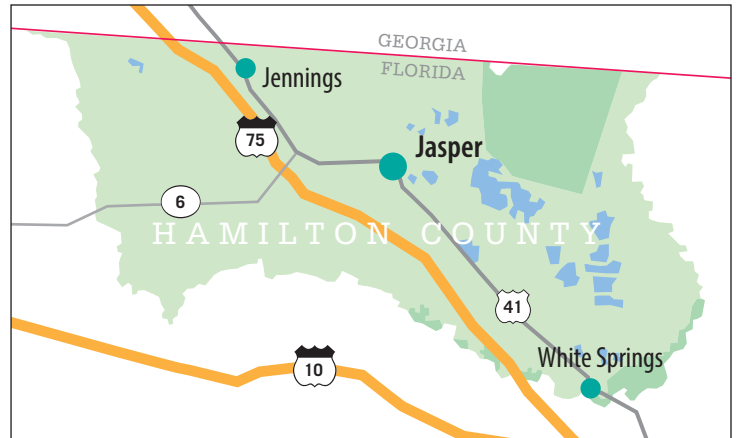 GEORGIA
FLORIDA
Jennings
75
Jasper
6
HAMILTON COUNTY
41
White Springs
10